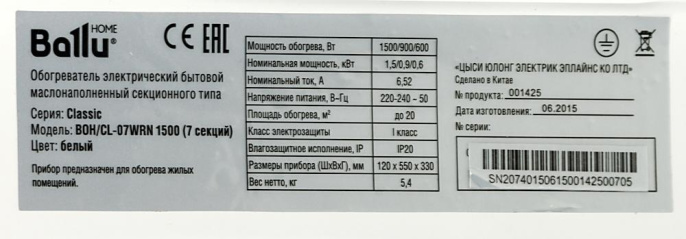 Ballu® HOME
CE EAC
Обогреватель электрический бытовой
маслонаполненный секционного типа
Серия: Classic
Модель: BOH/CL-07WRN 1500 (7 секций)
Цвет: белый
Прибор предназначен для обогрева жилых
помещений.
Мощность обогрева, Вт 1500/900/600
Номинальная мощность, кВт 1,5/0,9/0,6
Номинальный ток, А 6,52
Напряжение питания, В~Гц 220-240 ~ 50
Площадь обогрева, м² до 20
Класс электрозащиты I класс
Влагозащитное исполнение, IP IP20
Размеры прибора (ШхВхГ), мм 120 x 550 x 330
Вес нетто, кг 5,4
«ЦЫСИ ЮЛОНГ ЭЛЕКТРИК ЭПЛАЙНС КО ЛТД»
Сделано в Китае
№ продукта: 001425
Дата изготовления: 06.2015
№ серии:
SN2074015061500142500705